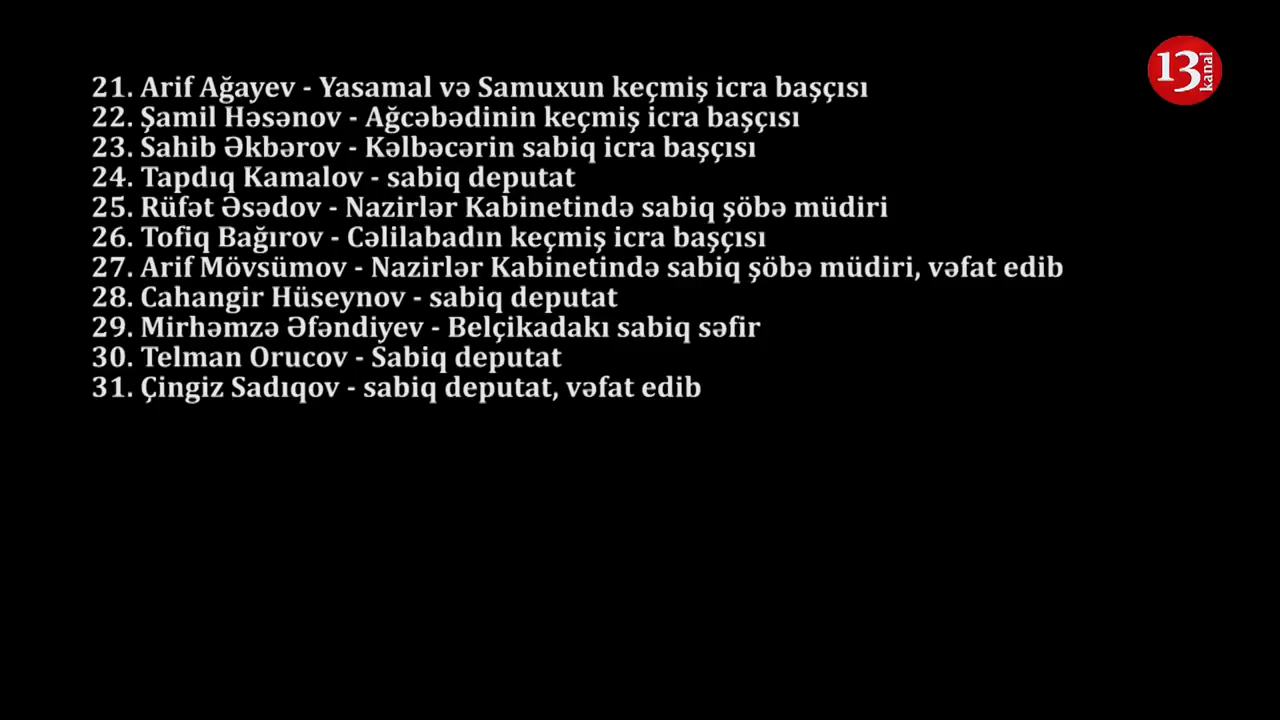 13 kanal
21. Arif Ağayev - Yasamal və Samuxun keçmiş icra başçısı
22. Şamil Həsənov - Ağcəbədinin keçmiş icra başçısı
23. Sahib Əkbərov - Kəlbəcərin sabiq icra başçısı
24. Tapdıq Kamalov - sabiq deputat
25. Rüfət Əsədov - Nazirlər Kabinetində sabiq şöbə müdiri
26. Tofiq Bağırov - Cəlilabadın keçmiş icra başçısı
27. Arif Mövsümov - Nazirlər Kabinetində sabiq şöbə müdiri, vəfat edib
28. Cahangir Hüseynov - sabiq deputat
29. Mirhəmzə Əfəndiyev - Belçikadakı sabiq səfir
30. Telman Orucov - Sabiq deputat
31. Çingiz Sadıqov - sabiq deputat, vəfat edib